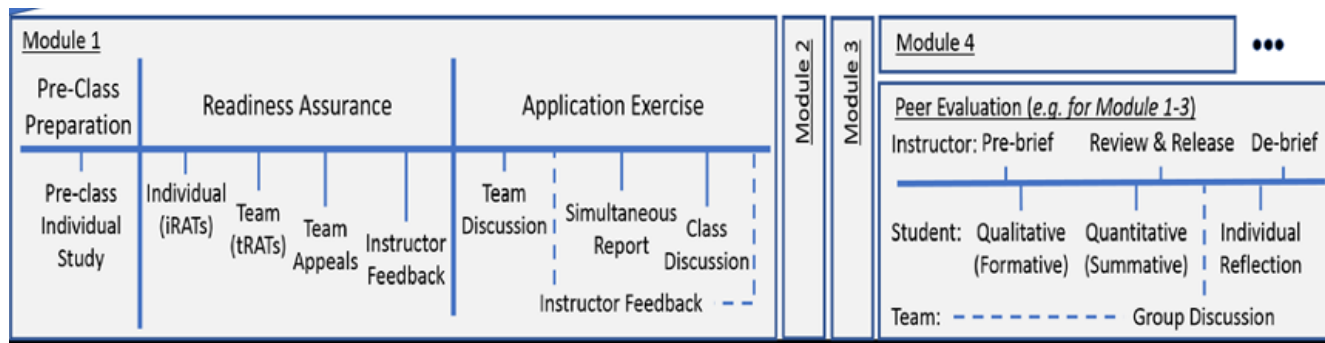 Module 1
Pre-Class
Preparation
Readiness Assurance
Application Exercise
Pre-class
Individual
Study
Individual
(iRATs)
Team
(tRATs)
Team
Appeals
Instructor
Feedback
Team
Discussion
Simultaneous
Report
Class
Discussion
Instructor Feedback
Module 2
Module 3
Module 4
•••
Peer Evaluation (e.g. for Module 1-3)
Instructor: Pre-brief Review & Release De-brief
Student: Qualitative Quantitative Individual
(Formative) (Summative) Reflection
Team: Group Discussion